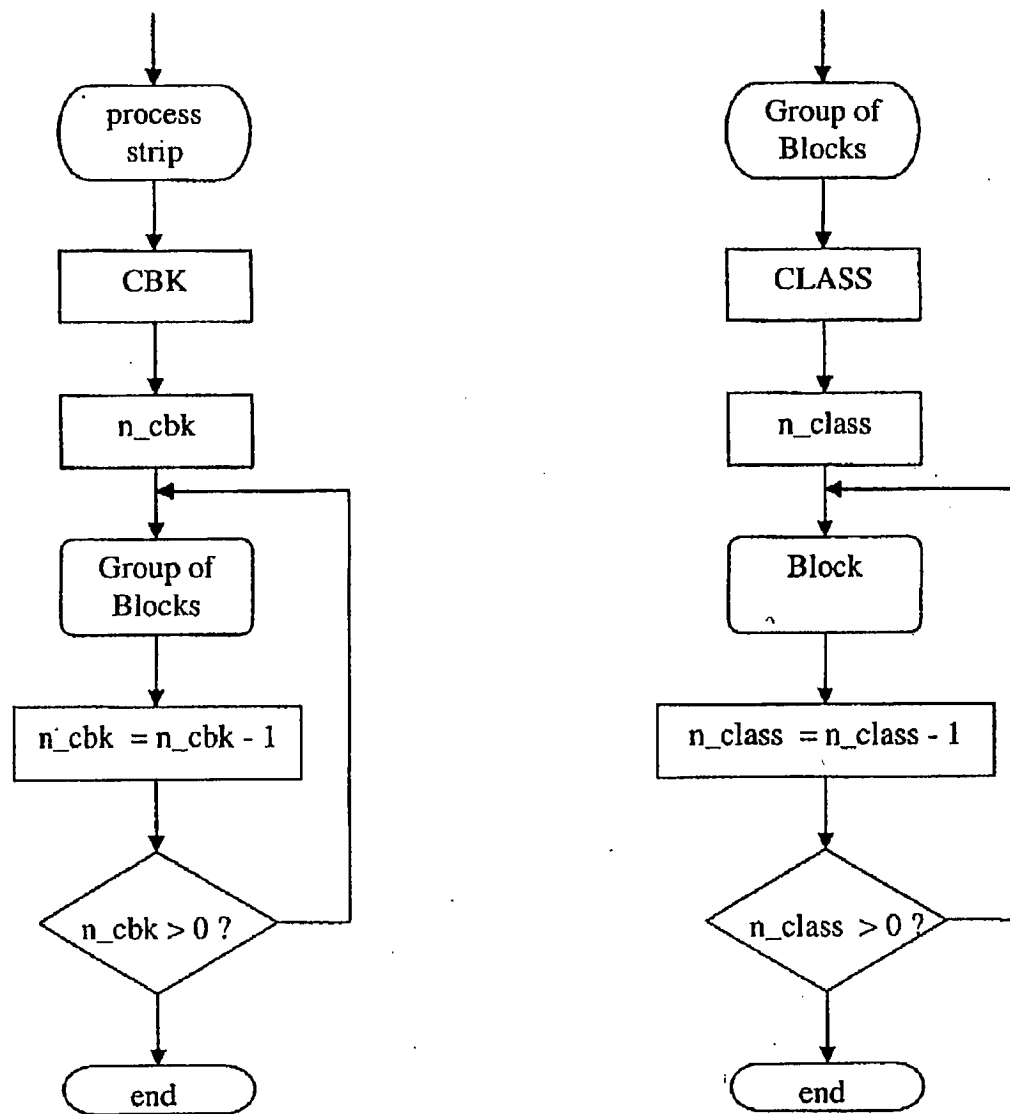 process
strip
CBK
n_cbk
Group of
Blocks
n_cbk = n_cbk - 1
n_cbk > 0 ?
end
Group of
Blocks
CLASS
n_class
Block
n_class = n_class - 1
n_class > 0 ?
end